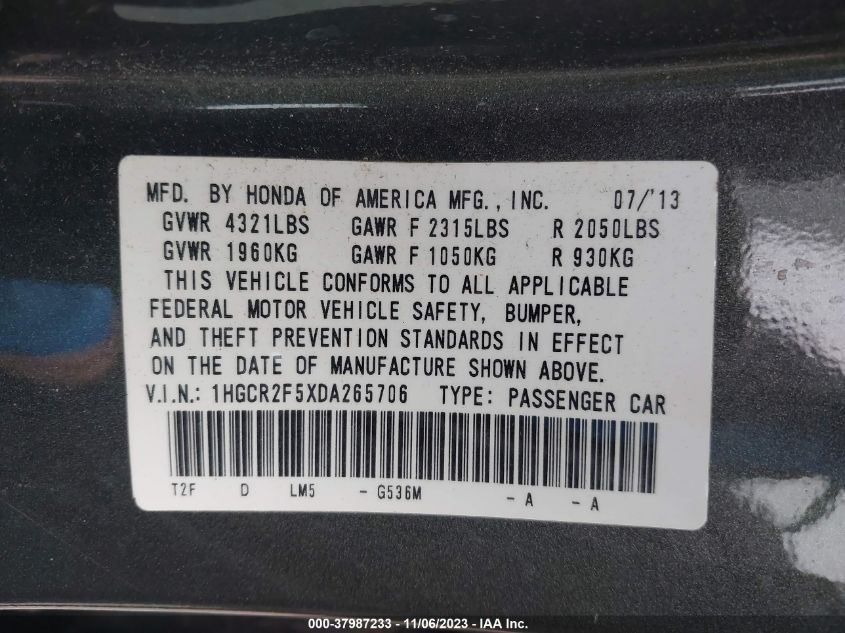 MFD. BY HONDA OF AMERICA MFG., INC. 07/'13
GVWR 4321LBS GAWR F 2315LBS R 2050LBS
GVWR 1960KG GAWR F 1050KG R 930KG
THIS VEHICLE CONFORMS TO ALL APPLICABLE
FEDERAL MOTOR VEHICLE SAFETY, BUMPER,
AND THEFT PREVENTION STANDARDS IN EFFECT
ON THE DATE OF MANUFACTURE SHOWN ABOVE.
V.I.N.: 1HGCR2F5XDA265706 TYPE: PASSENGER CAR
T2F D LM5 - G536M - A - A
000-37987233 - 11/06/2023 - IAA Inc.